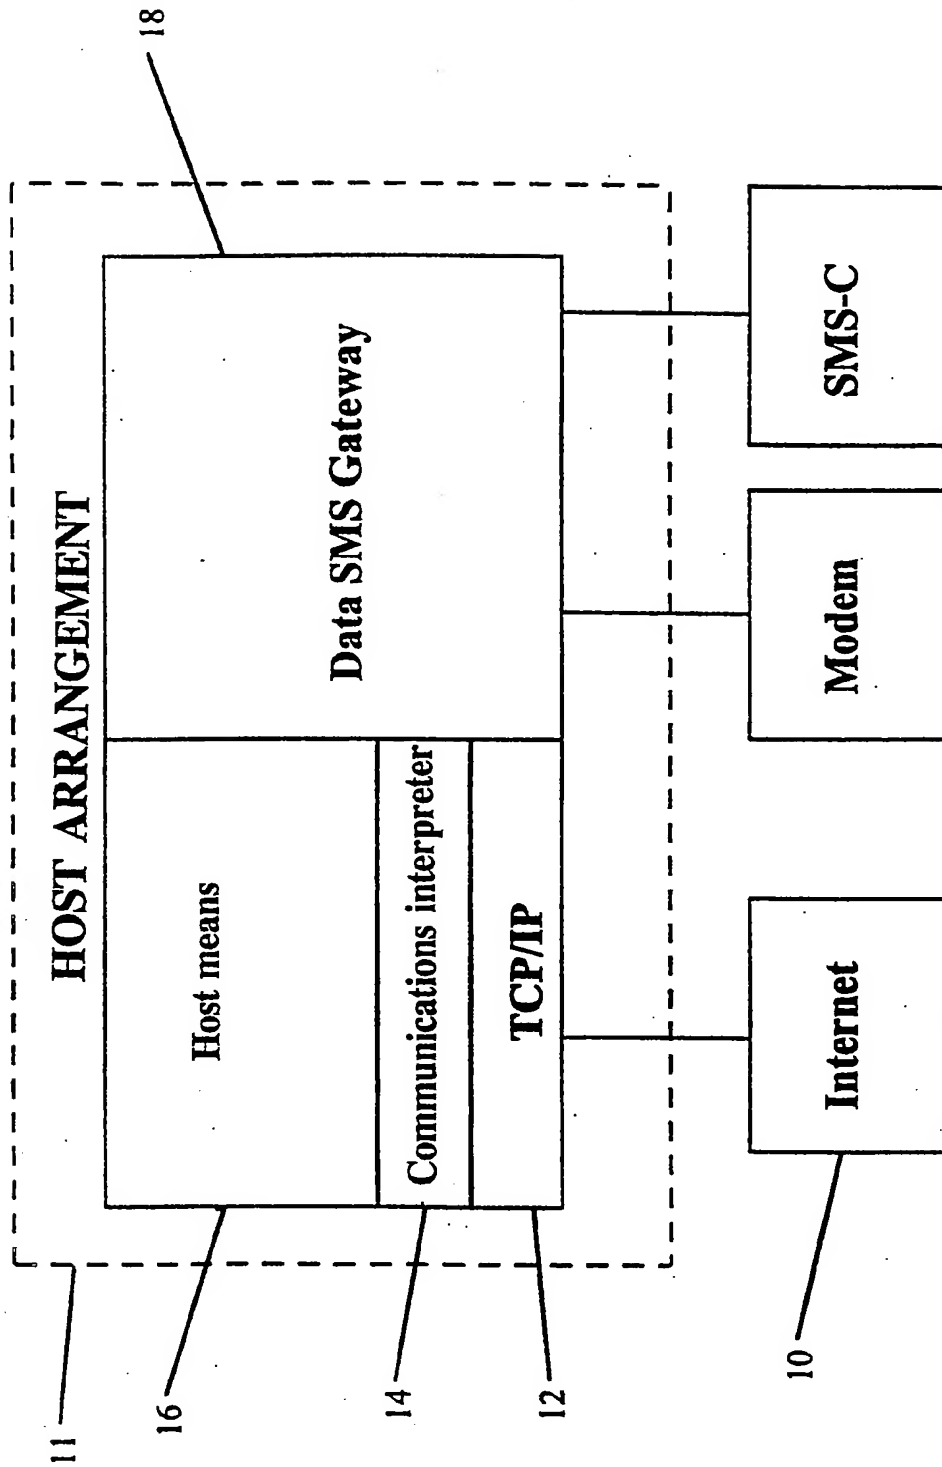 HOST ARRANGEMENT
11
16
Host means
14
Communications interpreter
12
TCP/IP
18
Data SMS Gateway
10
Internet
Modem
SMS-C